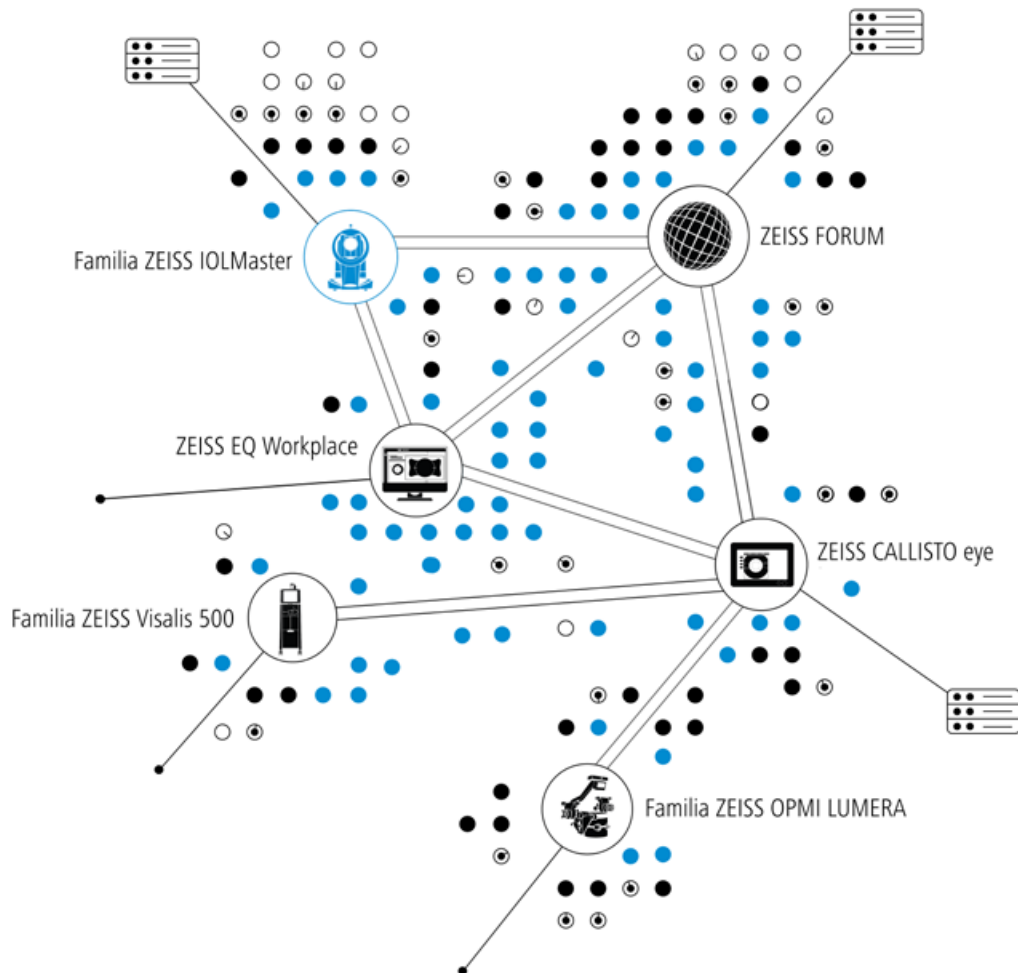 Familia ZEISS IOLMaster
ZEISS FORUM
ZEISS EQ Workplace
ZEISS CALLISTO eye
Familia ZEISS Visalis 500
Familia ZEISS OPMI LUMERA